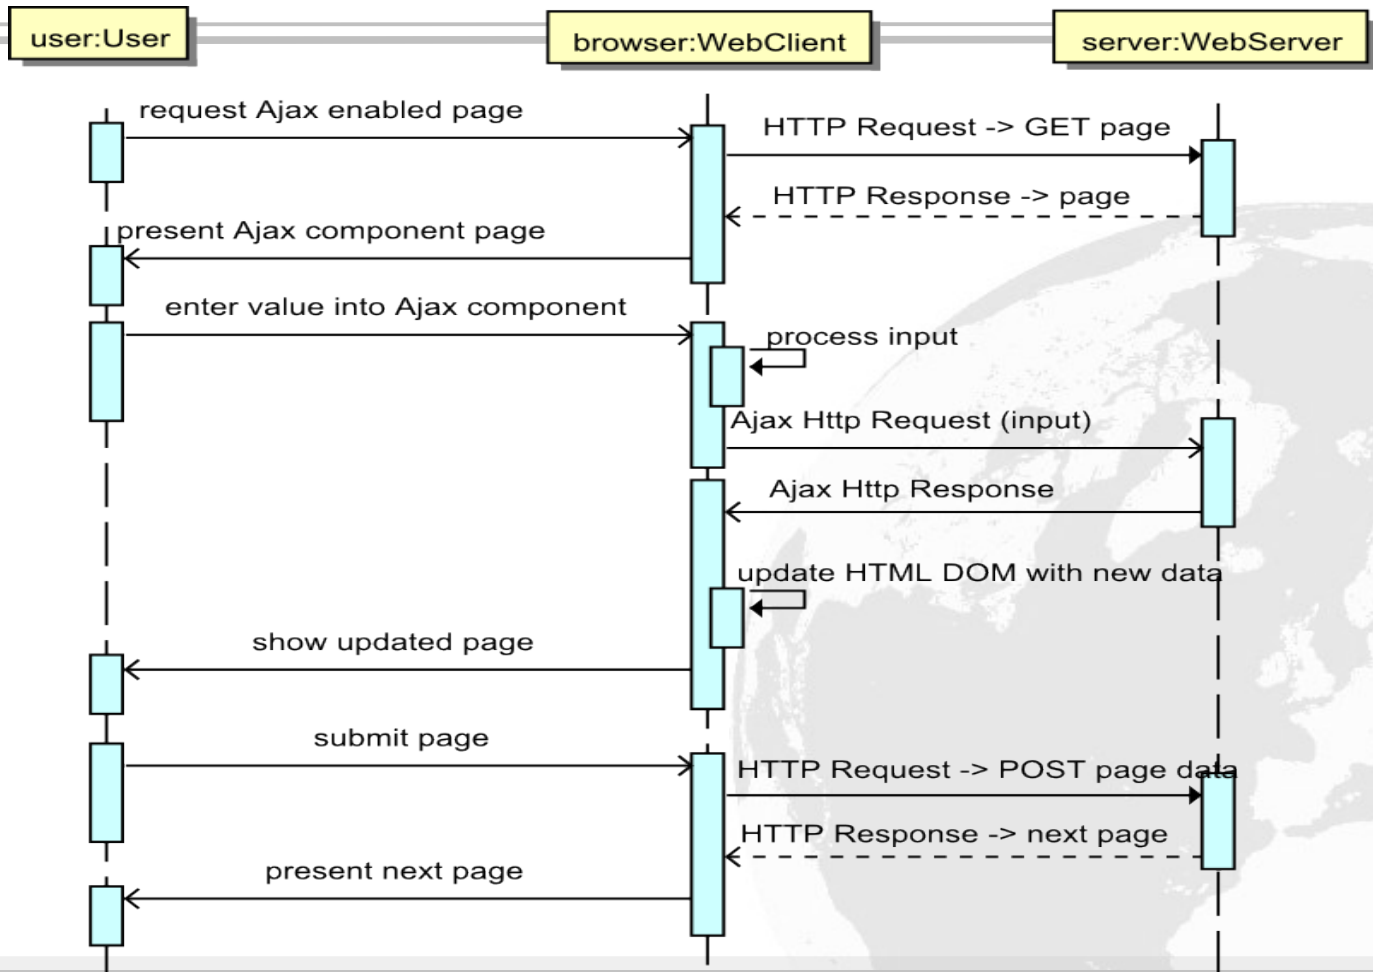 user:User
browser:WebClient
server:WebServer
request Ajax enabled page
HTTP Request -> GET page
HTTP Response -> page
present Ajax component page
enter value into Ajax component
process input
Ajax Http Request (input)
Ajax Http Response
update HTML DOM with new data
show updated page
submit page
HTTP Request -> POST page data
HTTP Response -> next page
present next page